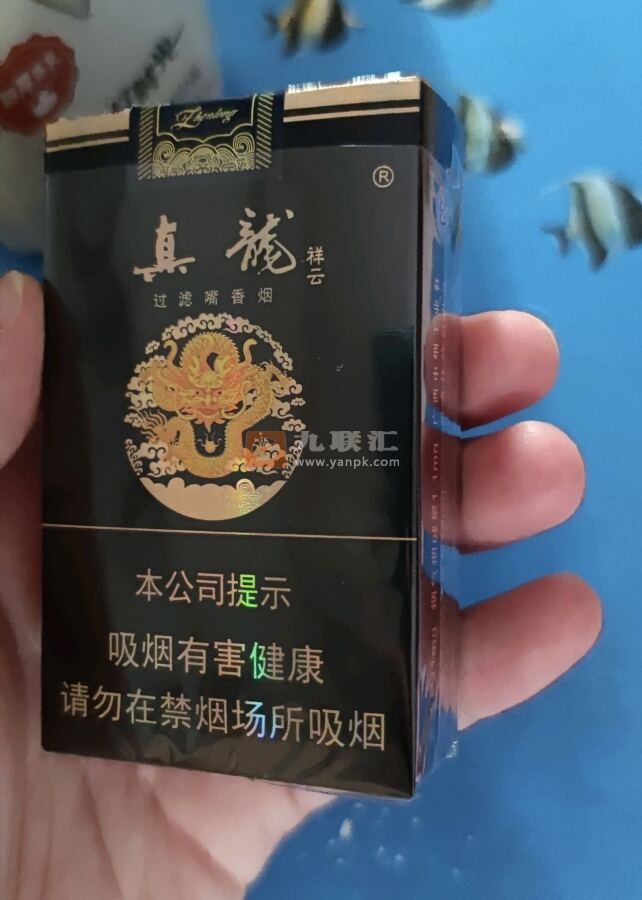 Zhenlong
®
真龍
祥云
过滤嘴香烟
九联汇
www.yanpk.com
本公司提示
吸烟有害健康
请勿在禁烟场所吸烟